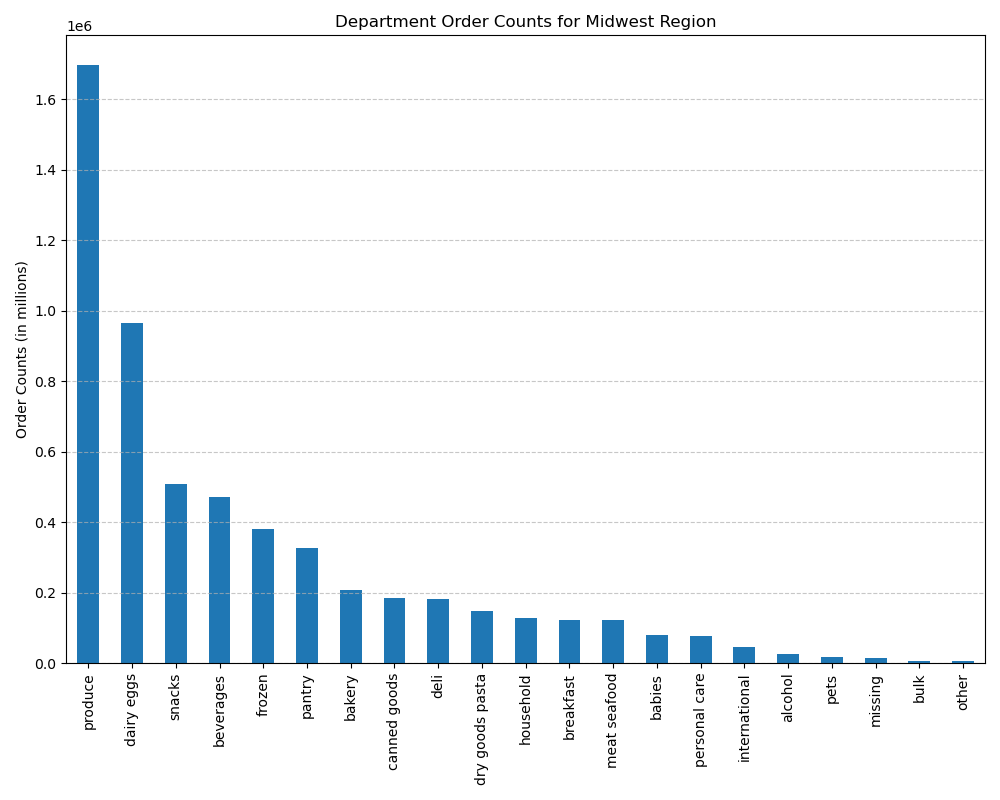 Department Order Counts for Midwest Region
1e6
1.6
1.4
1.2
1.0
0.8
0.6
0.4
0.2
0.0
Order Counts (in millions)
produce
dairy eggs
snacks
beverages
frozen
pantry
bakery
canned goods
deli
dry goods pasta
household
breakfast
meat seafood
babies
personal care
international
alcohol
pets
missing
bulk
other